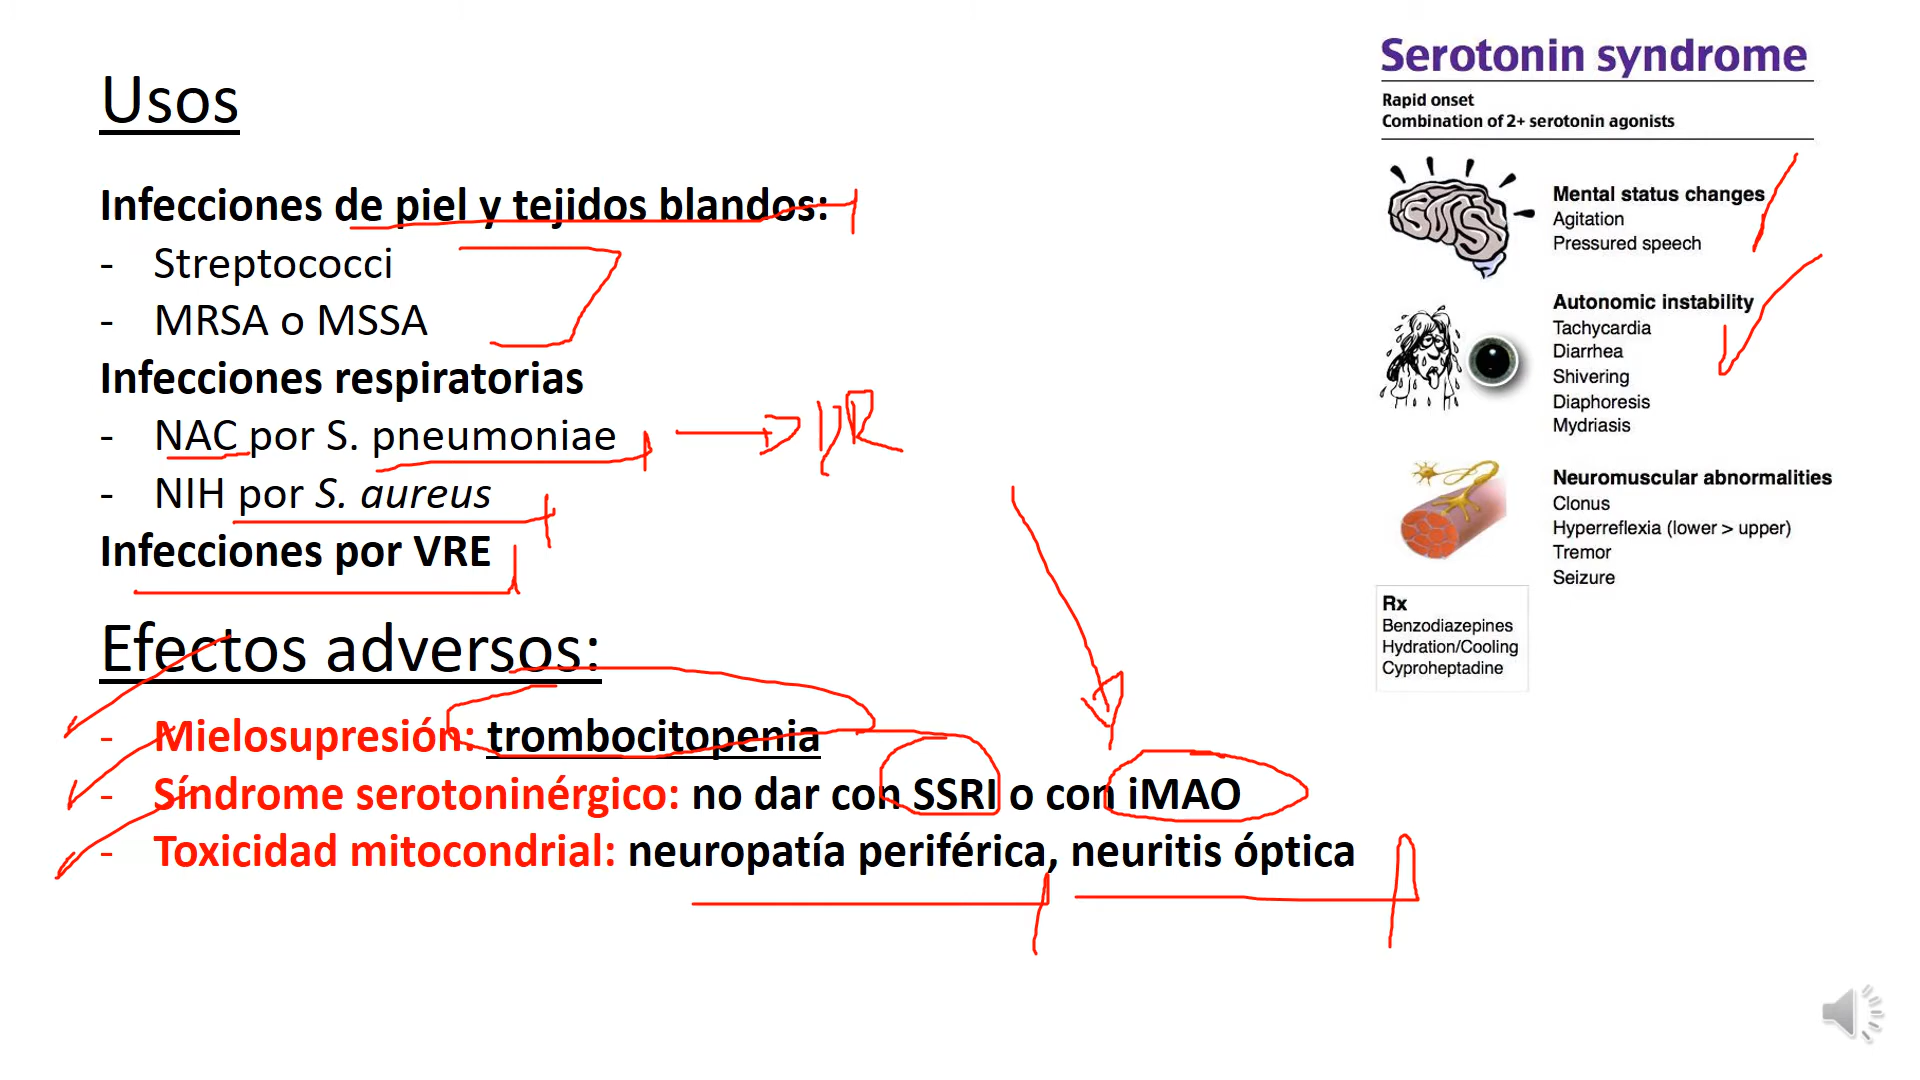 Usos
Infecciones de piel y tejidos blandos:
- Streptococci
- MRSA o MSSA
Infecciones respiratorias
- NAC por S. pneumoniae
- NIH por S. aureus
Infecciones por VRE
Efectos adversos:
- Mielosupresión: trombocitopenia
- Síndrome serotoninérgico: no dar con SSRI o con iMAO
- Toxicidad mitocondrial: neuropatía periférica, neuritis óptica
Serotonin syndrome
Rapid onset
Combination of 2+ serotonin agonists
Mental status changes
Agitation
Pressured speech
Autonomic instability
Tachycardia
Diarrhea
Shivering
Diaphoresis
Mydriasis
Neuromuscular abnormalities
Clonus
Hyperreflexia (lower > upper)
Tremor
Seizure
Rx
Benzodiazepines
Hydration/Cooling
Cyproheptadine